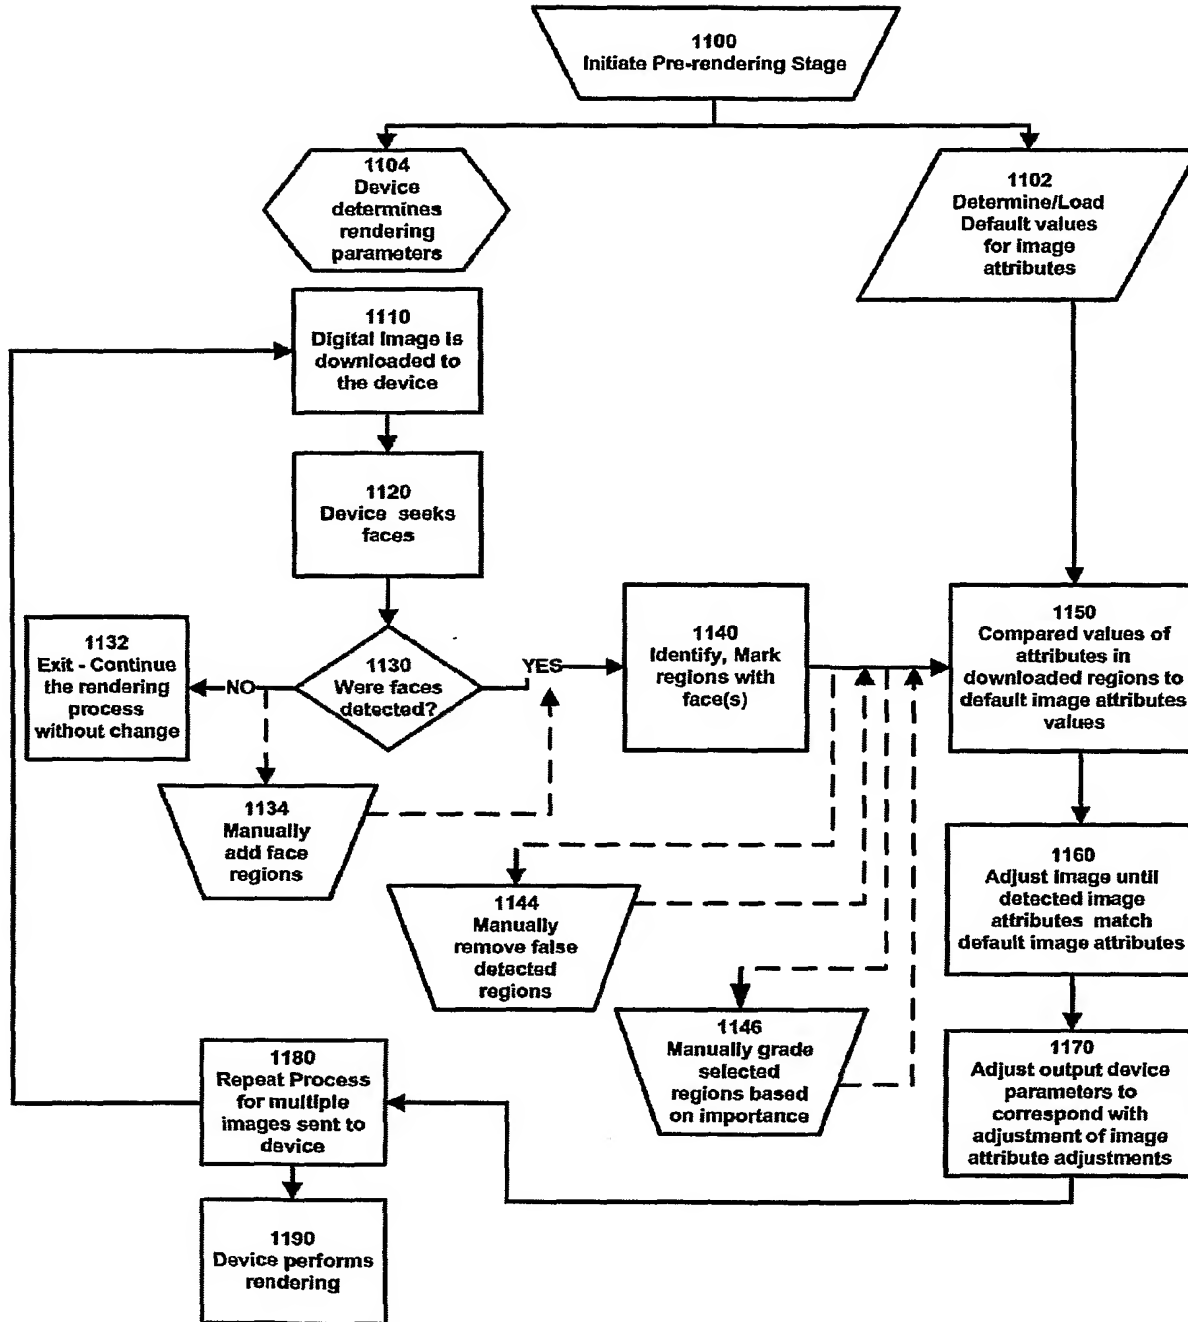 1100
Initiate Pre-rendering Stage
1104
Device
determines
rendering
parameters
1102
Determine/Load
Default values
for image
attributes
1110
Digital Image is
downloaded to
the device
1120
Device seeks
faces
1132
Exit - Continue
the rendering
process
without change
NO
1130
Were faces
detected?
YES
1140
Identify, Mark
regions with
face(s)
1150
Compared values of
attributes in
downloaded regions to
default image attributes
values
1134
Manually
add face
regions
1144
Manually
remove false
detected
regions
1160
Adjust image until
detected image
attributes match
default image attributes
1146
Manually grade
selected
regions based
on importance
1170
Adjust output device
parameters to
correspond with
adjustment of image
attribute adjustments
1180
Repeat Process
for multiple
images sent to
device
1190
Device performs
rendering